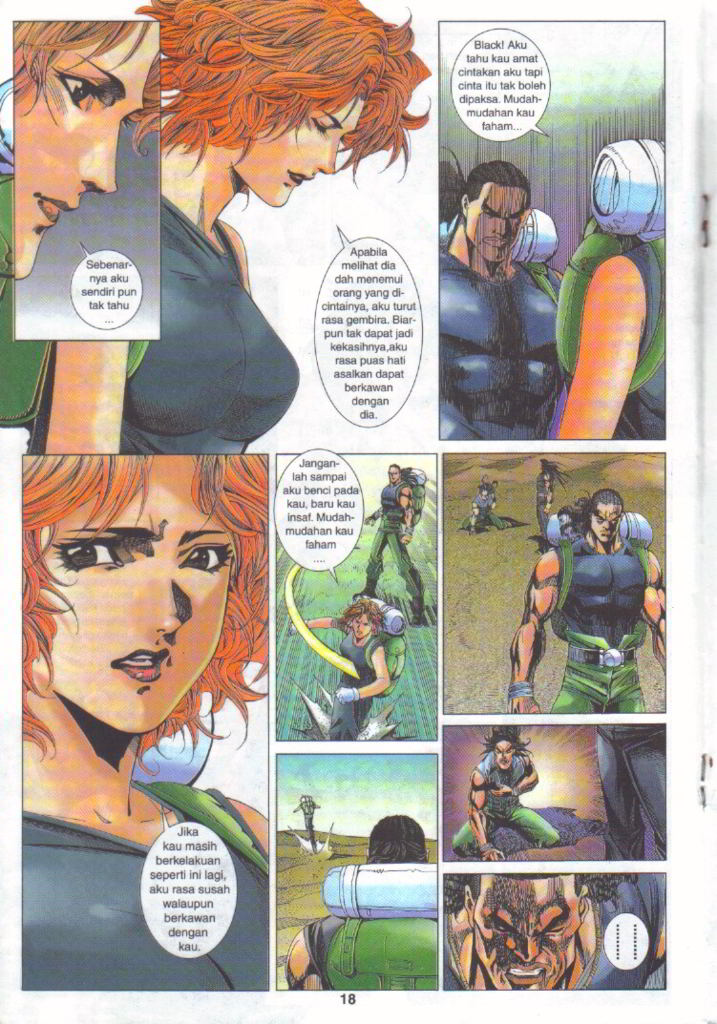 Sebenar-
nya aku
sendiri pun
tak tahu
...
Apabila
melihat dia
dah menemui
orang yang di-
cintainya, aku turut
rasa gembira. Biar-
pun tak dapat jadi
kekasihnya,aku
rasa puas hati
asalkan dapat
berkawan
dengan
dia.
Black! Aku
tahu kau amat
cintakan aku tapi
cinta itu tak boleh
dipaksa. Mudah-
mudahan kau
faham...
Jika
kau masih
berkelakuan
seperti ini lagi,
aku rasa susah
walaupun
berkawan
dengan
kau.
Jangan-
lah sampai
aku benci pada
kau, baru kau
insaf. Mudah-
mudahan kau
faham
....
18